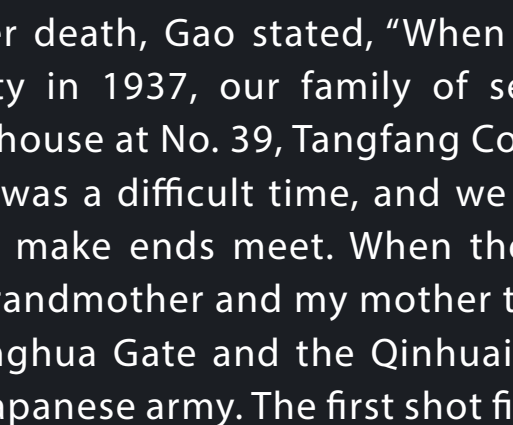 er death, Gao stated, “When
ty in 1937, our family of se
house at No. 39, Tangfang Co
was a difficult time, and we
make ends meet. When the
randmother and my mother t
nghua Gate and the Qinhuai
apanese army. The first shot fi